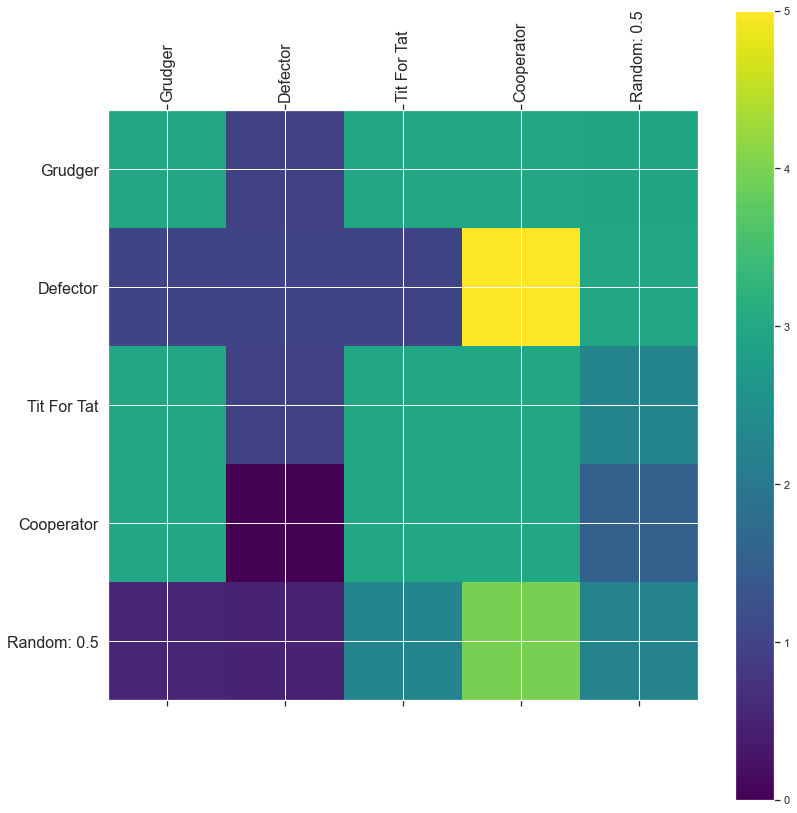 Grudger
Defector
Tit For Tat
Cooperator
Random: 0.5
Grudger
Defector
Tit For Tat
Cooperator
Random: 0.5
5
4
3
2
1
0